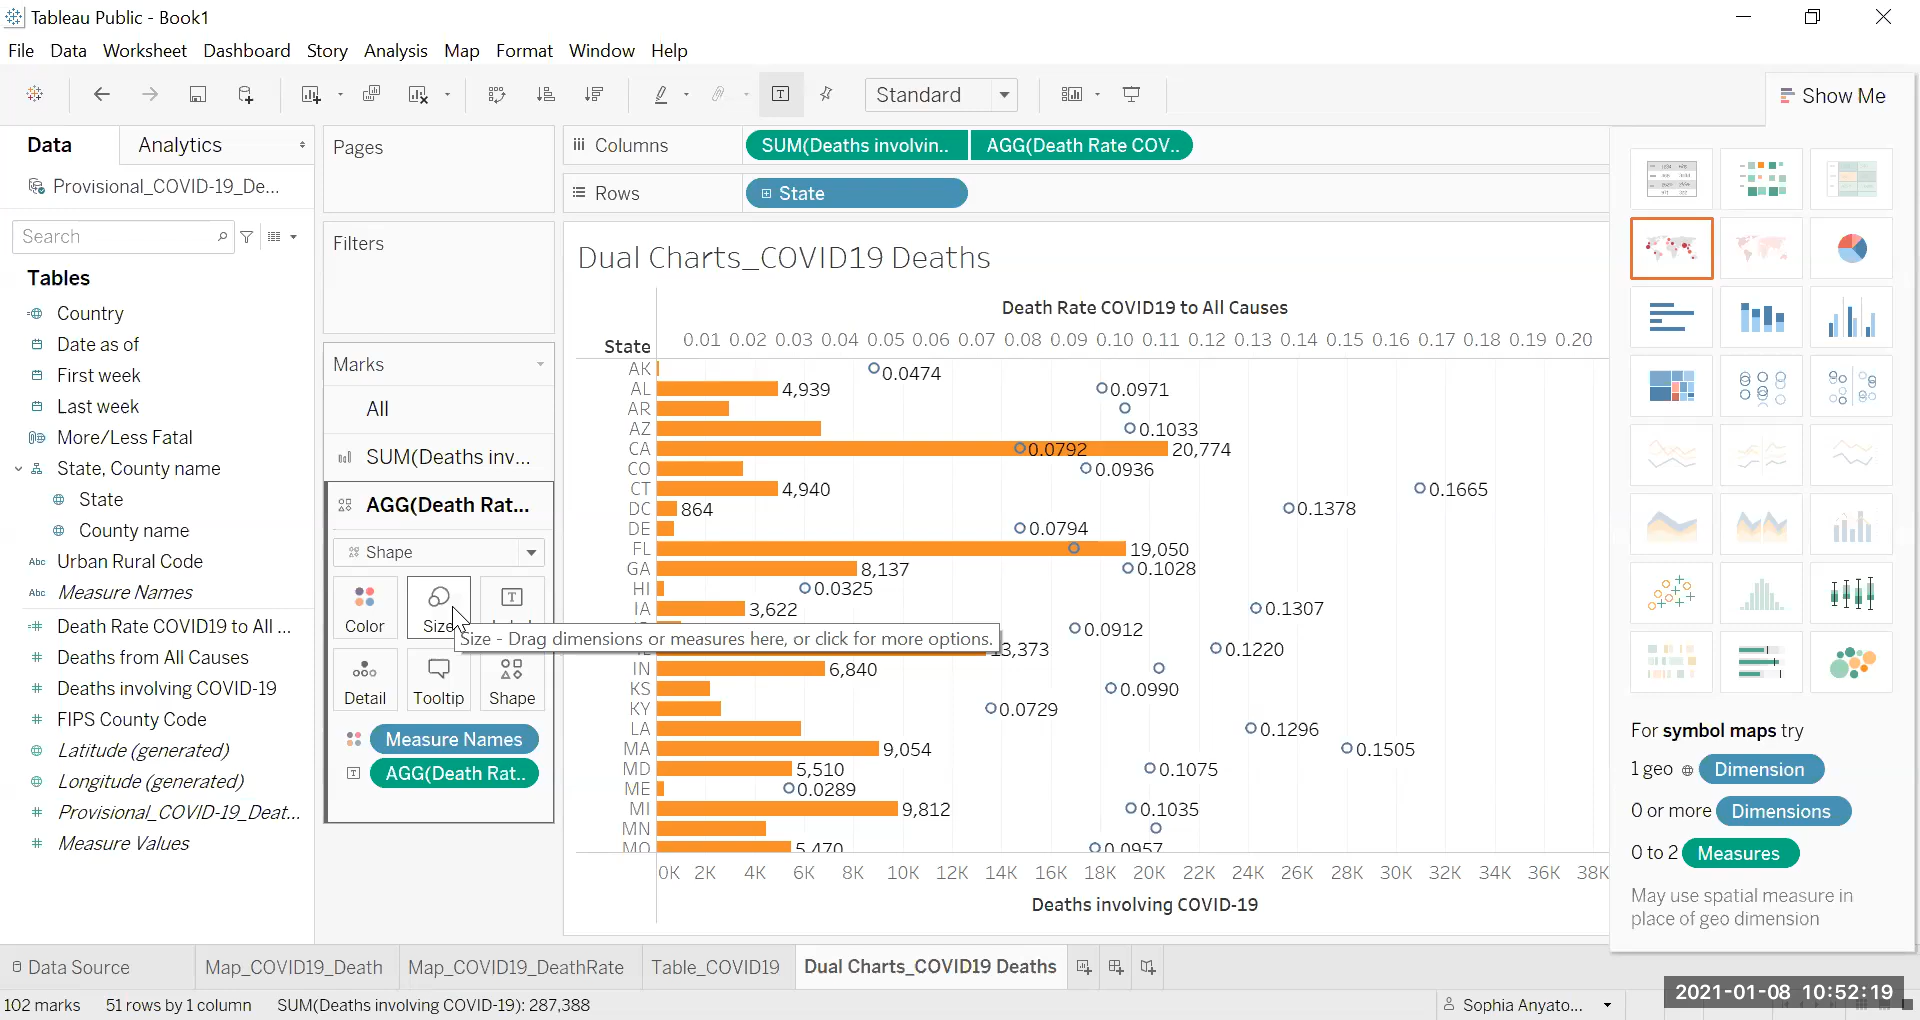 Tableau Public - Book1
File Data Worksheet Dashboard Story Analysis Map Format Window Help
Standard
Show Me
Data
Analytics
Provisional_COVID-19_De...
Search
Tables
Country
Date as of
First week
Last week
More/Less Fatal
State, County name
State
County name
Abc Urban Rural Code
Abc Measure Names
Death Rate COVID19 to All ...
Deaths from All Causes
Deaths involving COVID-19
FIPS County Code
Latitude (generated)
Longitude (generated)
Provisional_COVID-19_Deat...
Measure Values
Pages
Filters
Marks
All
SUM(Deaths inv...
AGG(Death Rat...
Shape
Color
Size
Size - Drag dimensions or measures here, or click for more options.
Detail
Tooltip
Shape
Measure Names
AGG(Death Rat..
Columns
SUM(Deaths involvin..
AGG(Death Rate COV..
Rows
State
Dual Charts_COVID19 Deaths
Death Rate COVID19 to All Causes
State
0.01 0.02 0.03 0.04 0.05 0.06 0.07 0.08 0.09 0.10 0.11 0.12 0.13 0.14 0.15 0.16 0.17 0.18 0.19 0.20
AK 0.0474
AL 4,939 0.0971
AR
AZ 0.1033
CA 0.0792 20,774
CO 0.0936
CT 4,940 0.1665
DC 864 0.1378
DE 0.0794
FL 19,050
GA 8,137 0.1028
HI 0.0325
IA 3,622 0.1307
0.0912
13,373 0.1220
IN 6,840
KS 0.0990
KY 0.0729
LA 0.1296
MA 9,054 0.1505
MD 5,510 0.1075
ME 0.0289
MI 9,812 0.1035
MN
MO 5,470 0.0957
0K 2K 4K 6K 8K 10K 12K 14K 16K 18K 20K 22K 24K 26K 28K 30K 32K 34K 36K 38K
Deaths involving COVID-19
For symbol maps try
1 geo Dimension
0 or more Dimensions
0 to 2 Measures
May use spatial measure in
place of geo dimension
Data Source
Map_COVID19_Death
Map_COVID19_DeathRate
Table_COVID19
Dual Charts_COVID19 Deaths
102 marks
51 rows by 1 column
SUM(Deaths involving COVID-19): 287,388
Sophia Anyato...
2021-01-08 10:52:19